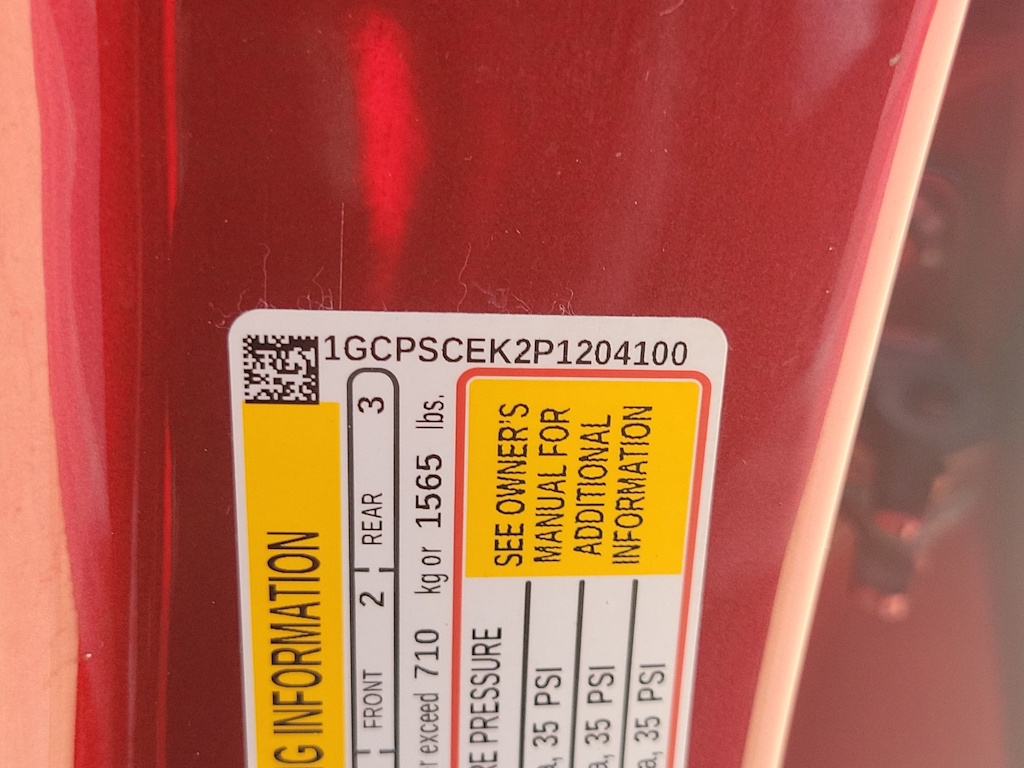 1GCPSCEK2P1204100
G INFORMATION
FRONT 2 REAR 3
r exceed 710 kg or 1565 lbs.
RE PRESSURE
a, 35 PSI
a, 35 PSI
a, 35 PSI
SEE OWNER'S
MANUAL FOR
ADDITIONAL
INFORMATION